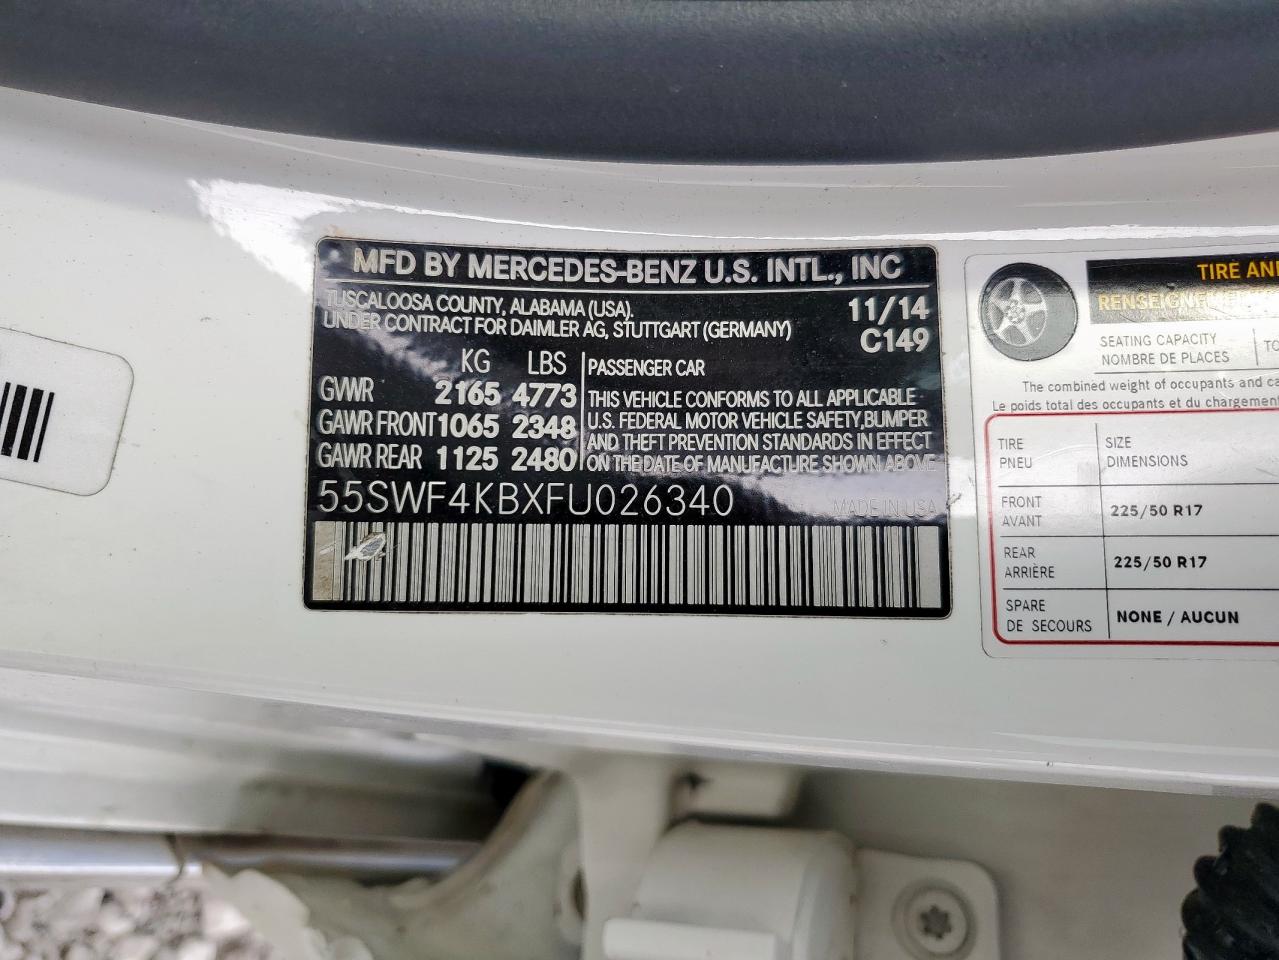 MFD BY MERCEDES-BENZ U.S. INTL., INC
TUSCALOOSA COUNTY, ALABAMA (USA). 11/14
UNDER CONTRACT FOR DAIMLER AG, STUTTGART (GERMANY) C149
KG LBS PASSENGER CAR
GVWR 2165 4773 THIS VEHICLE CONFORMS TO ALL APPLICABLE
GAWR FRONT 1065 2348 U.S. FEDERAL MOTOR VEHICLE SAFETY, BUMPER
AND THEFT PREVENTION STANDARDS IN EFFECT
GAWR REAR 1125 2480 ON THE DATE OF MANUFACTURE SHOWN ABOVE
55SWF4KBXFU026340 MADE IN USA
TIRE AN
RENSEIGNEMENT
SEATING CAPACITY
NOMBRE DE PLACES
TO
The combined weight of occupants and ca
Le poids total des occupants et du chargement
TIRE SIZE
PNEU DIMENSIONS
FRONT
AVANT 225/50 R17
REAR
ARRIÈRE 225/50 R17
SPARE
DE SECOURS NONE / AUCUN